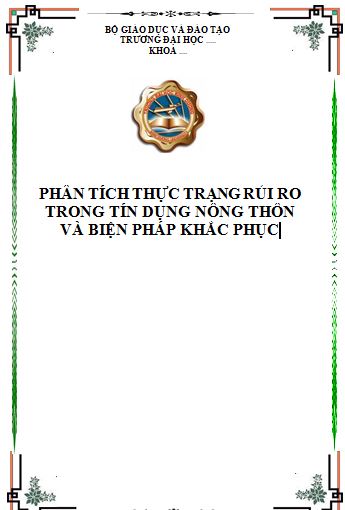 BỘ GIÁO DỤC VÀ ĐÀO TẠO
TRƯỜNG ĐẠI HỌC .....
KHOA ....
PHÂN TÍCH THỰC TRẠNG RỦI RO
TRONG TÍN DỤNG NÔNG THÔN
VÀ BIỆN PHÁP KHẮC PHỤC